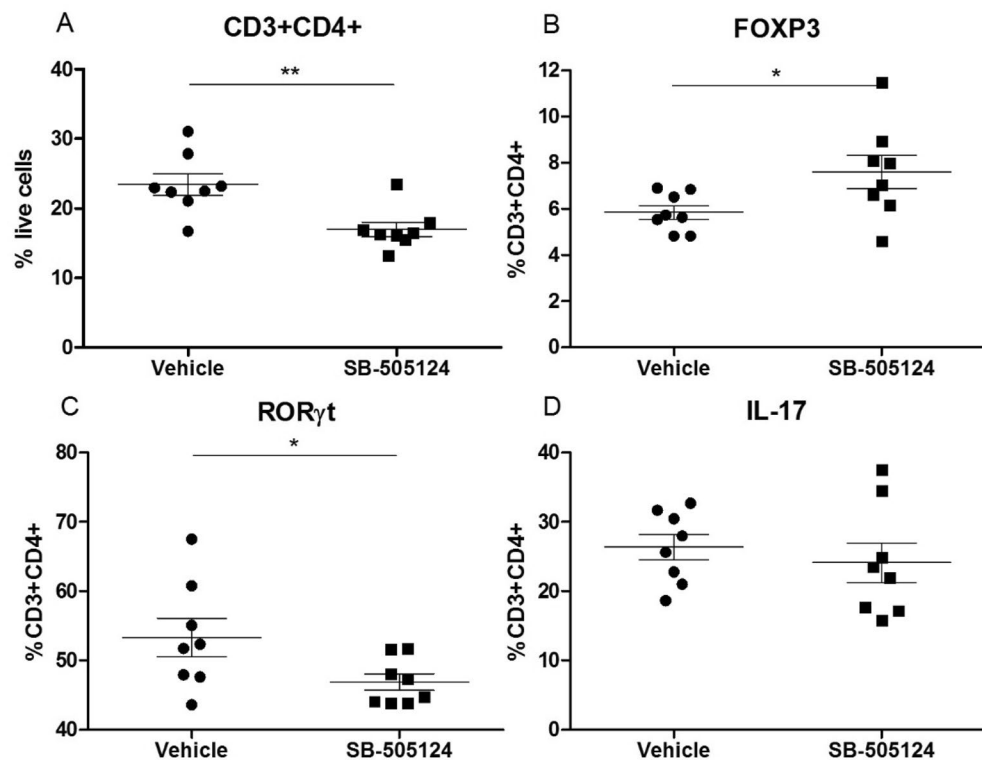 A
CD3+CD4+
% live cells
40
30
20
10
0
**
Vehicle
SB-505124
B
FOXP3
%CD3+CD4+
12
10
8
6
4
2
0
*
Vehicle
SB-505124
C
RORγt
%CD3+CD4+
80
70
60
50
40
*
Vehicle
SB-505124
D
IL-17
%CD3+CD4+
40
30
20
10
0
Vehicle
SB-505124